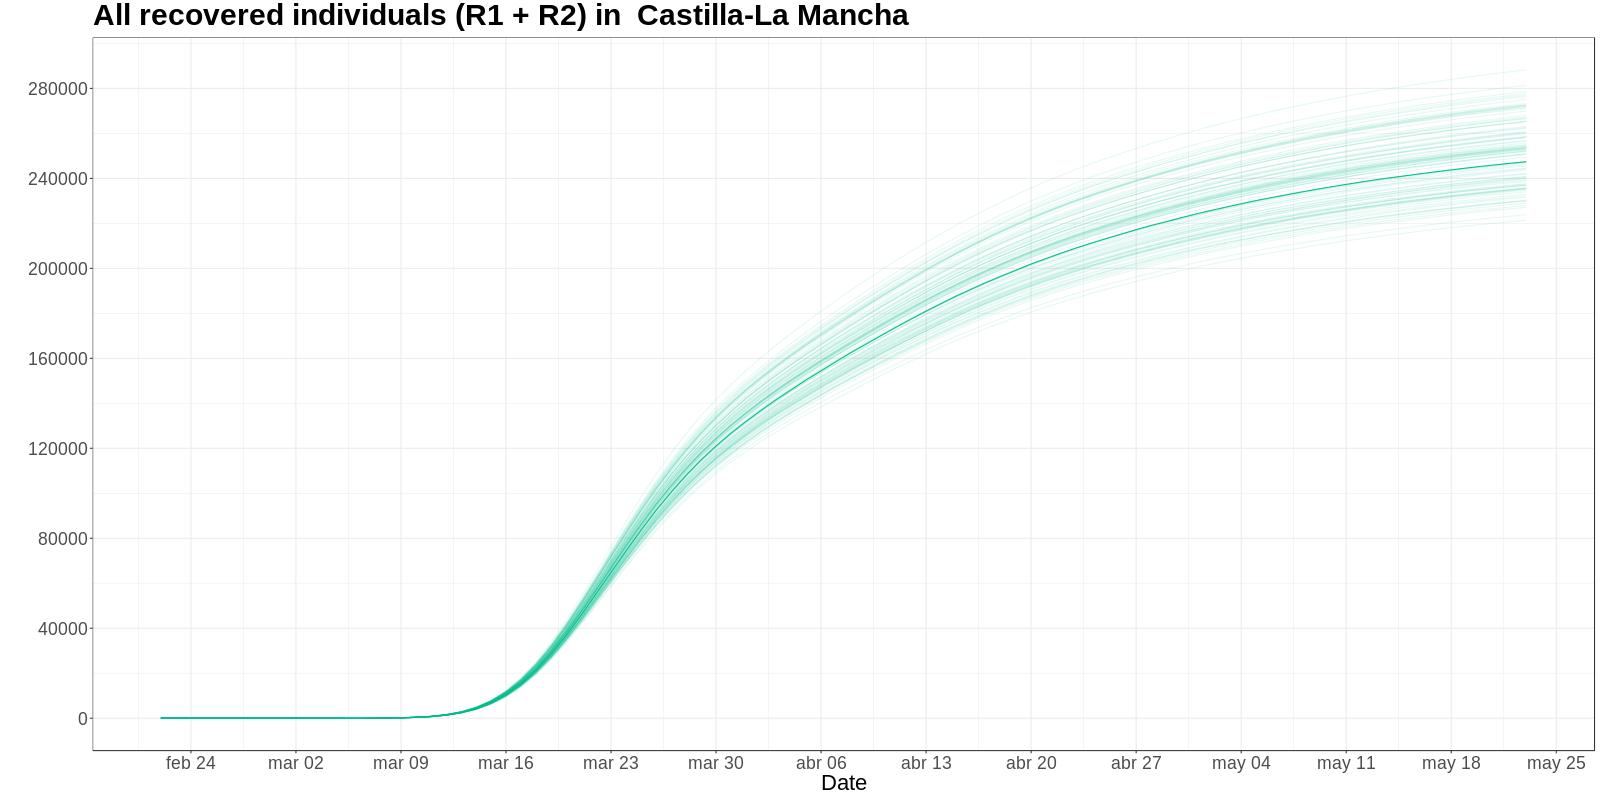 All recovered individuals (R1 + R2) in  Castilla-La Mancha
280000
240000
200000
160000
120000
80000
40000
0
feb 24 mar 02 mar 09 mar 16 mar 23 mar 30 abr 06 abr 13 abr 20 abr 27 may 04 may 11 may 18 may 25
Date